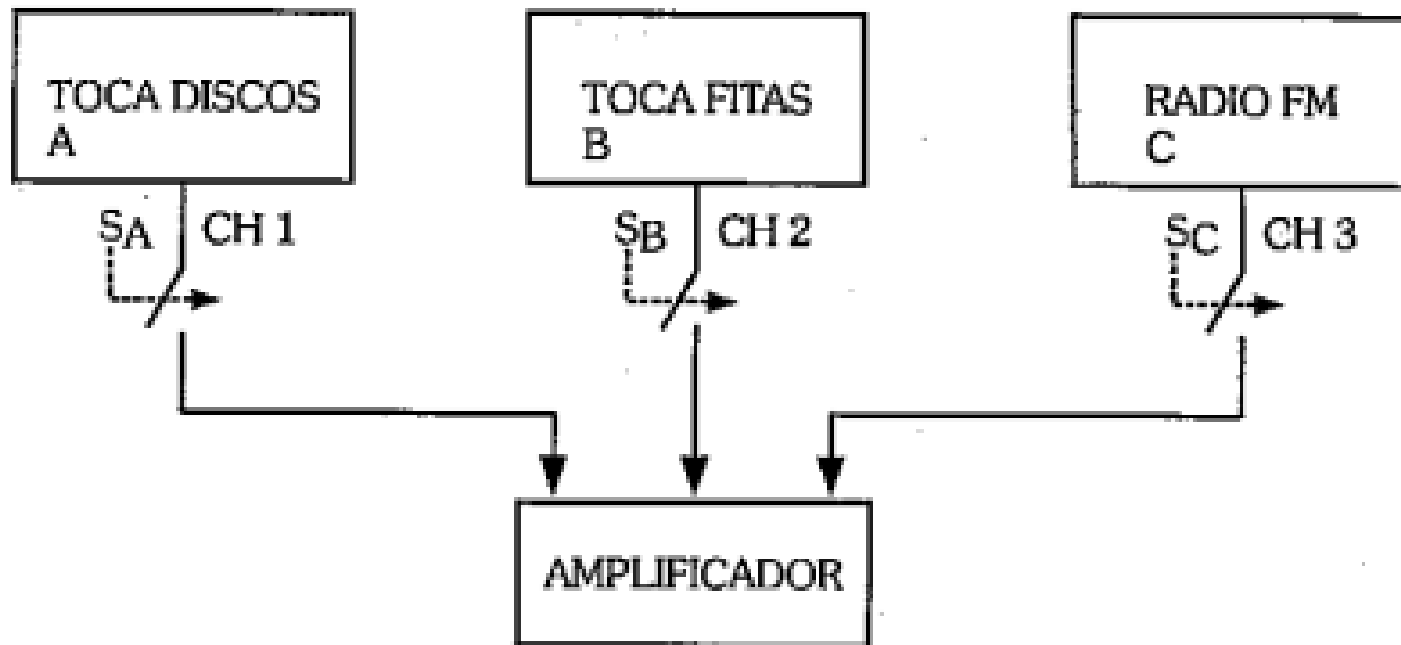 TOCA DISCOS
A
TOCA FITAS
B
RADIO FM
C
SA CH 1
SB CH 2
SC CH 3
AMPLIFICADOR